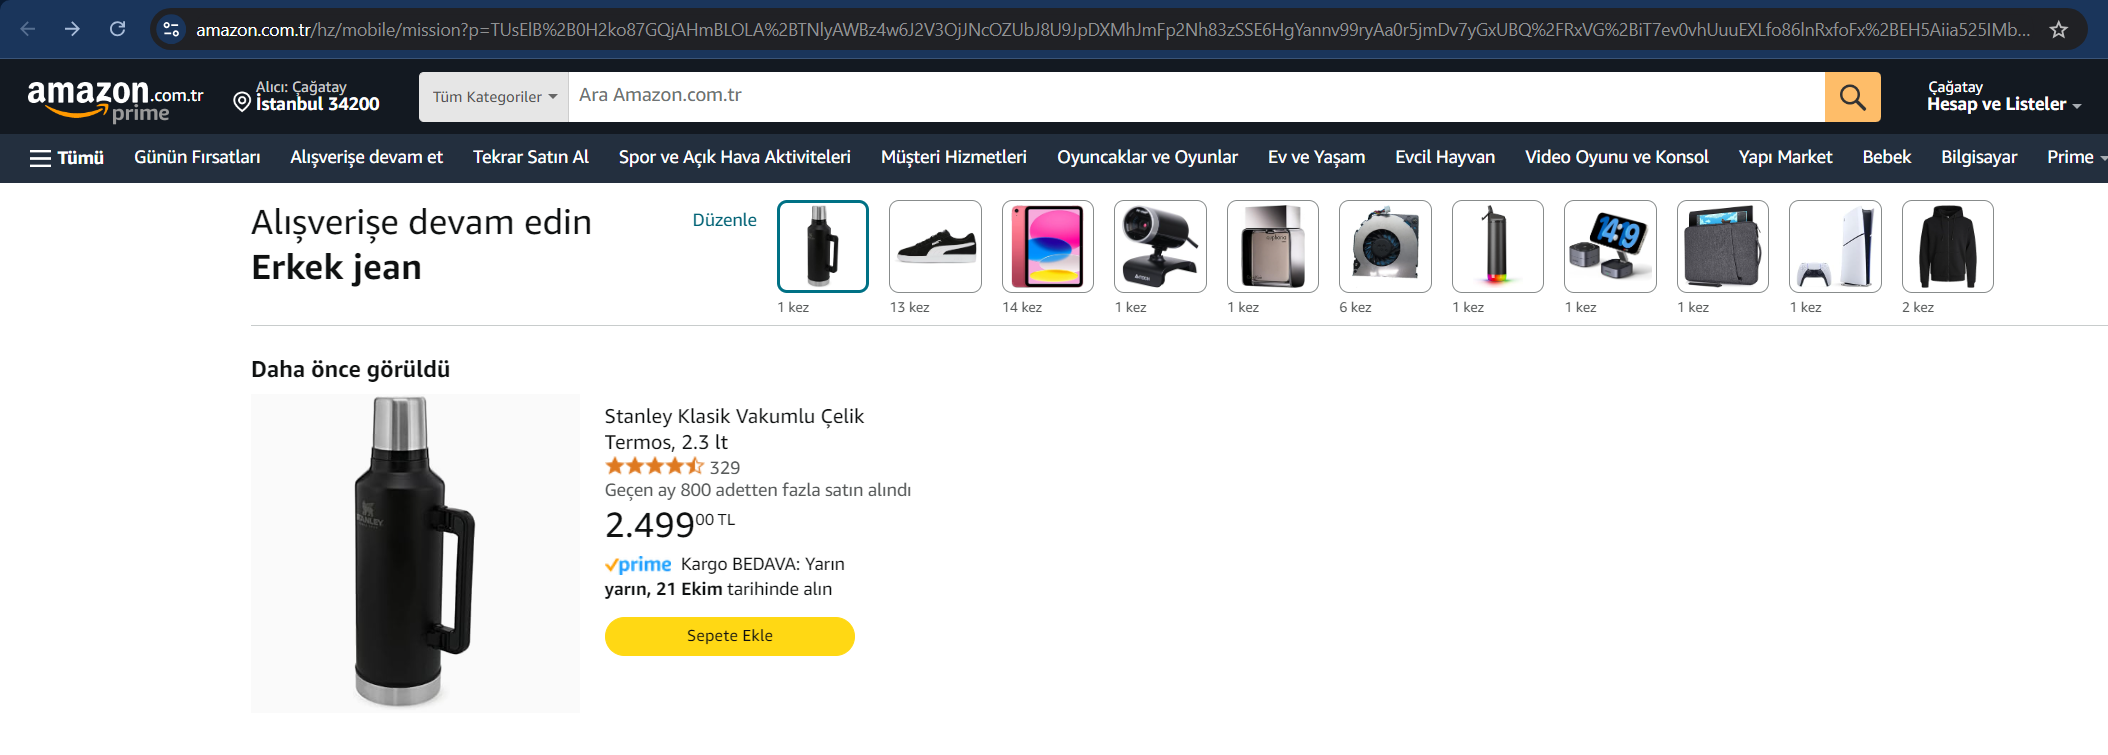 amazon.com.tr/hz/mobile/mission?p=TUsElB%2B0H2ko87GQjAHmBLOLA%2BTNlyAWBz4w6J2V3OjJNcOZUbJ8U9JpDXMhJmFp2Nh83zSSE6HgYannv99ryAa0r5jmDv7yGxUBQ%2FRxVG%2BiT7ev0vhUuuEXLfo86lnRxfoFx%2BEH5Aiia525IMb...
amazon.com.tr
prime
Alıcı: Çağatay
İstanbul 34200
Tüm Kategoriler
Ara Amazon.com.tr
Çağatay
Hesap ve Listeler
Tümü Günün Fırsatları Alışverişe devam et Tekrar Satın Al Spor ve Açık Hava Aktiviteleri Müşteri Hizmetleri Oyuncaklar ve Oyunlar Ev ve Yaşam Evcil Hayvan Video Oyunu ve Konsol Yapı Market Bebek Bilgisayar Prime
Alışverişe devam edin
Erkek jean
Düzenle
1 kez 13 kez 14 kez 1 kez 1 kez 6 kez 1 kez 1 kez 1 kez 1 kez 2 kez
Daha önce görüldü
STANLEY
Stanley Klasik Vakumlu Çelik
Termos, 2.3 lt
329
Geçen ay 800 adetten fazla satın alındı
2.49900 TL
prime Kargo BEDAVA: Yarın
yarın, 21 Ekim tarihinde alın
Sepete Ekle